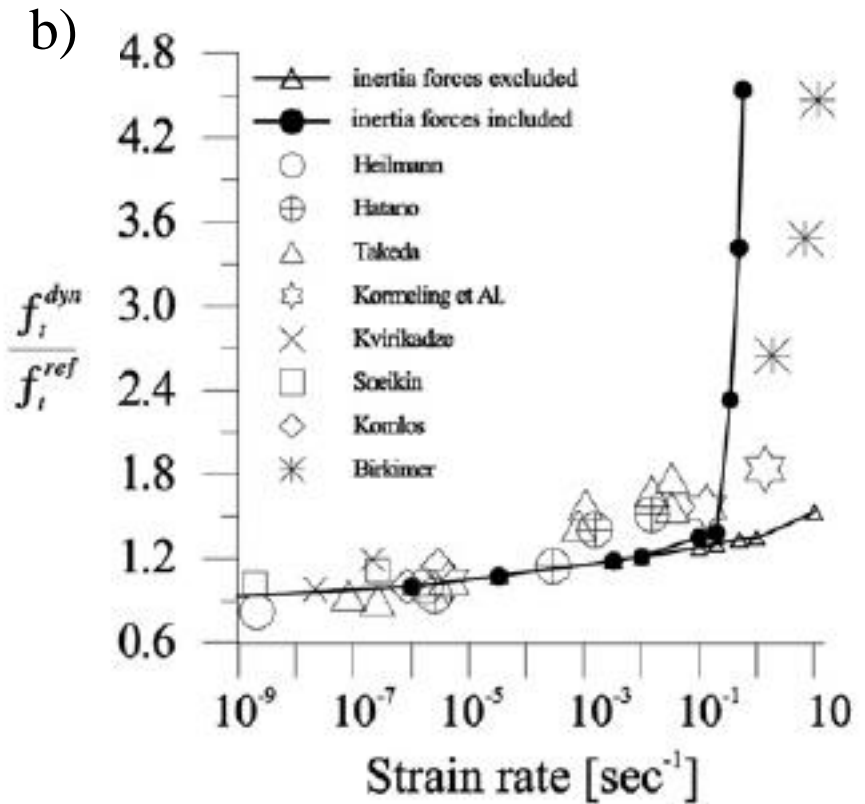 b)
4.8
4.2
3.6
3.0
2.4
1.8
1.2
0.6
f_t^{dyn}
f_t^{ref}
inertia forces excluded
inertia forces included
Heilmann
Hatano
Takeda
Kormeling et Al.
Kvirikadze
Sneikin
Komlos
Birkimer
10^{-9} 10^{-7} 10^{-5} 10^{-3} 10^{-1} 10
Strain rate [sec^{-1}]